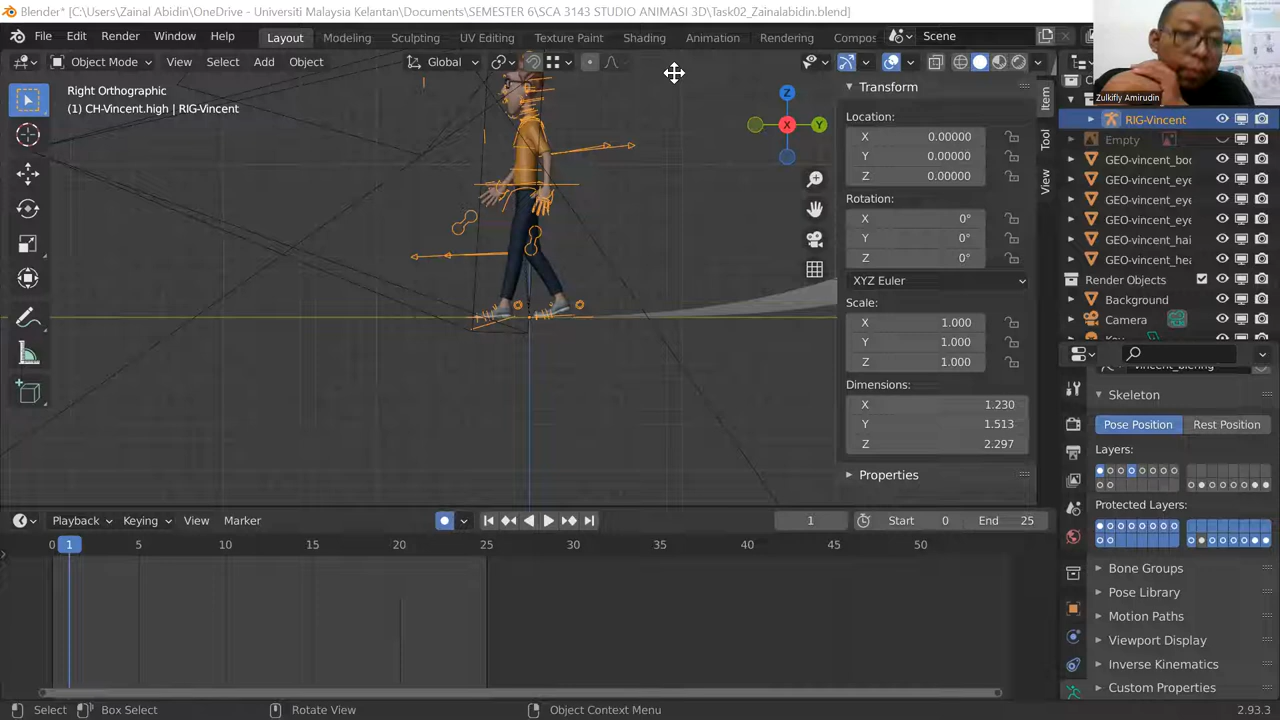 Blender* [C:\Users\Zainal Abidin\OneDrive - Universiti Malaysia Kelantan\Documents\SEMESTER 6\SCA 3143 STUDIO ANIMASI 3D\Task02_Zainalabidin.blend]
File Edit Render Window Help Layout Modeling Sculpting UV Editing Texture Paint Shading Animation Rendering Compos Scene
Object Mode View Select Add Object Global
Zulkifly Amirudin
Right Orthographic
(1) CH-Vincent.high | RIG-Vincent
Z
X
Y
Transform
Location:
X 0.00000
Y 0.00000
Z 0.00000
Rotation:
X 0°
Y 0°
Z 0°
XYZ Euler
Scale:
X 1.000
Y 1.000
Z 1.000
Dimensions:
X 1.230
Y 1.513
Z 2.297
Properties
Item
Tool
View
RIG-Vincent
Empty
GEO-vincent_boo
GEO-vincent_eye
GEO-vincent_eye
GEO-vincent_eye
GEO-vincent_hai
GEO-vincent_hea
Render Objects
Background
Camera
Skeleton
Pose Position Rest Position
Layers:
Protected Layers:
Bone Groups
Pose Library
Motion Paths
Viewport Display
Inverse Kinematics
Custom Properties
Playback Keying View Marker 1 Start 0 End 25
0 1 5 10 15 20 25 30 35 40 45 50
Select Box Select Rotate View Object Context Menu 2.93.3